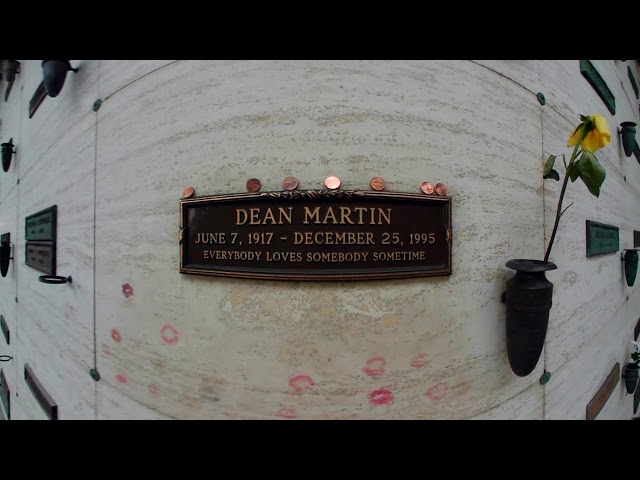 DEAN MARTIN
JUNE 7, 1917 - DECEMBER 25, 1995
EVERYBODY LOVES SOMEBODY SOMETIME